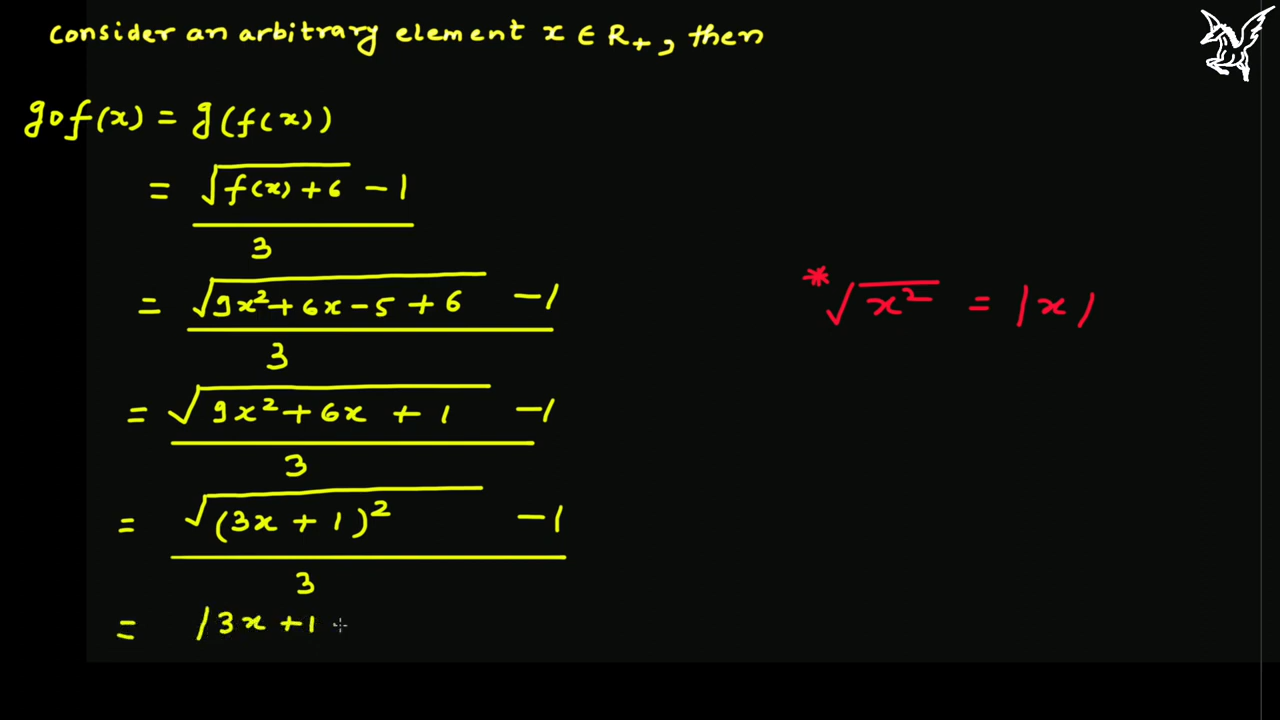 consider an arbitrary element x ∈ R₊, then
gof(x) = g(f(x))
= √(f(x) + 6) - 1
3
= √(9x² + 6x - 5 + 6) - 1
3
* √x² = |x|
= √(9x² + 6x + 1) - 1
3
= √((3x + 1)²) - 1
3
= |3x + 1